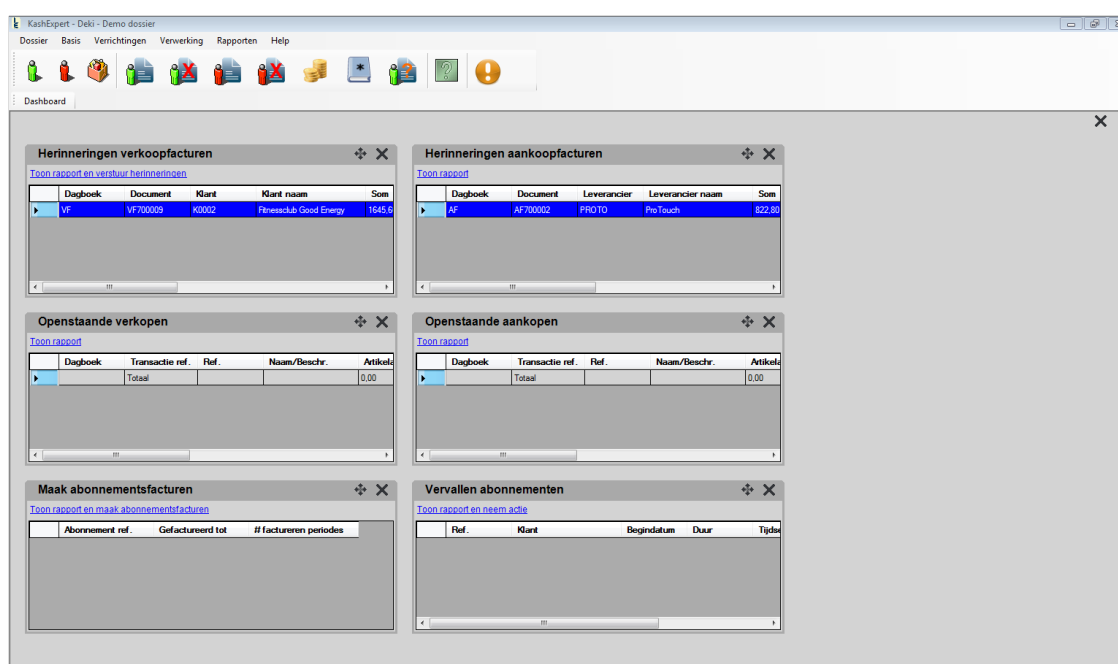 KashExpert - Deki - Demo dossier
Dossier Basis Verrichtingen Verwerking Rapporten Help
Dashboard
Herinneringen verkoopfacturen
Toon rapport en verstuur herinneringen
Dagboek Document Klant Klant naam Som
VF VF700009 K0002 Fitnessclub Good Energy 1645,6
Herinneringen aankoopfacturen
Toon rapport
Dagboek Document Leverancier Leverancier naam Som
AF AF700002 PROTO ProTouch 822,80
Openstaande verkopen
Toon rapport
Dagboek Transactie ref. Ref. Naam/Beschr. Artikela
Totaal 0,00
Openstaande aankopen
Toon rapport
Dagboek Transactie ref. Ref. Naam/Beschr. Artikela
Totaal 0,00
Maak abonnementsfacturen
Toon rapport en maak abonnementsfacturen
Abonnement ref. Gefactureerd tot # factureren periodes
Vervallen abonnementen
Toon rapport en neem actie
Ref. Klant Begindatum Duur Tijdse